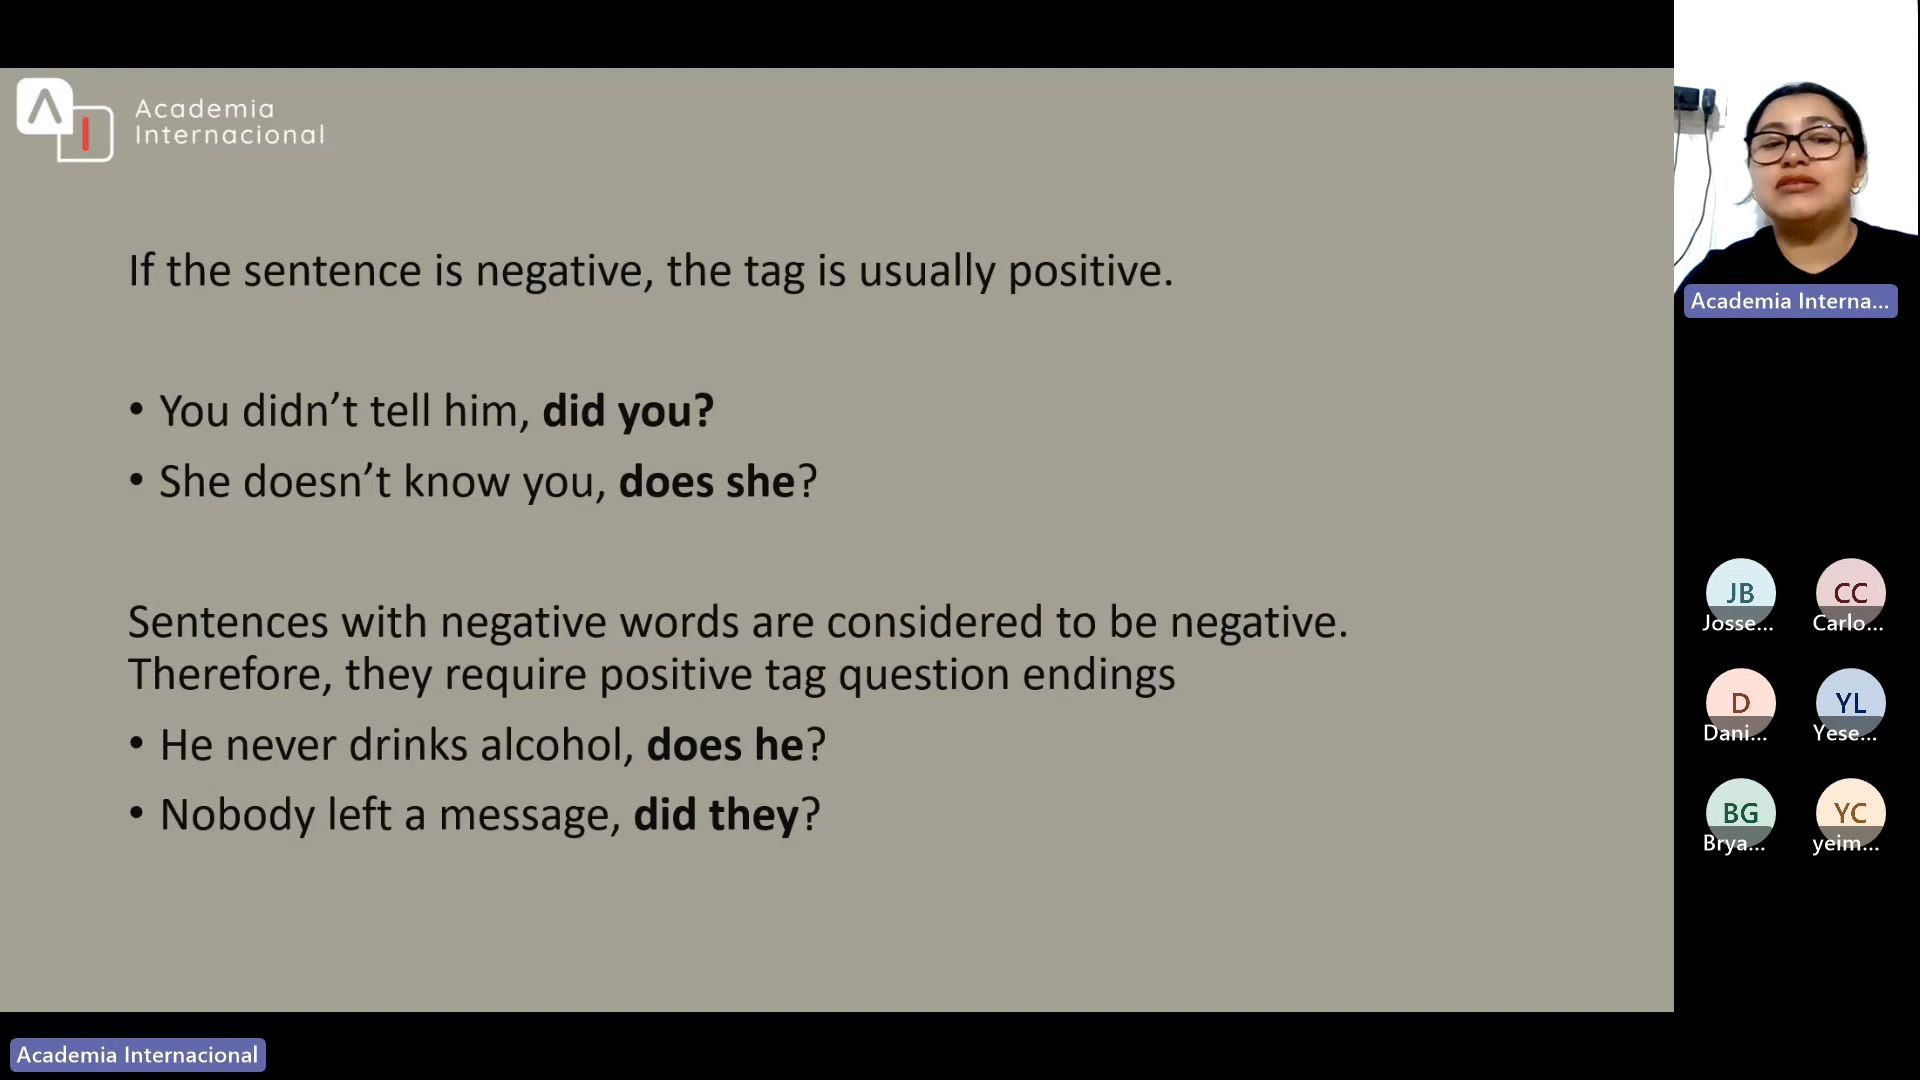 Academia
Internacional
If the sentence is negative, the tag is usually positive.
• You didn’t tell him, did you?
• She doesn’t know you, does she?
Sentences with negative words are considered to be negative.
Therefore, they require positive tag question endings
• He never drinks alcohol, does he?
• Nobody left a message, did they?
Academia Interna...
JB
Josse...
CC
Carlo...
D
Dani...
YL
Yese...
BG
Brya...
YC
yeim...
Academia Internacional